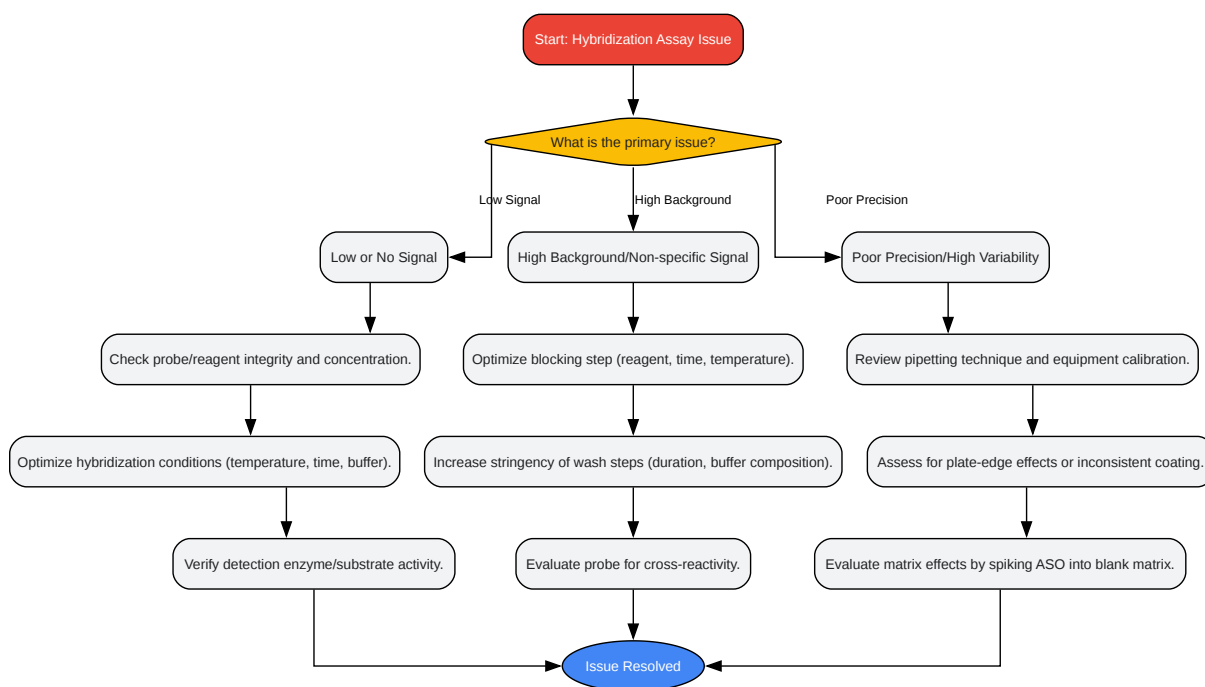 Start: Hybridization Assay Issue
What is the primary issue?
Low Signal
High Background
Poor Precision
Low or No Signal
High Background/Non-specific Signal
Poor Precision/High Variability
Check probe/reagent integrity and concentration.
Optimize blocking step (reagent, time, temperature).
Review pipetting technique and equipment calibration.
Optimize hybridization conditions (temperature, time, buffer).
Increase stringency of wash steps (duration, buffer composition).
Assess for plate-edge effects or inconsistent coating.
Verify detection enzyme/substrate activity.
Evaluate probe for cross-reactivity.
Evaluate matrix effects by spiking ASO into blank matrix.
Issue Resolved